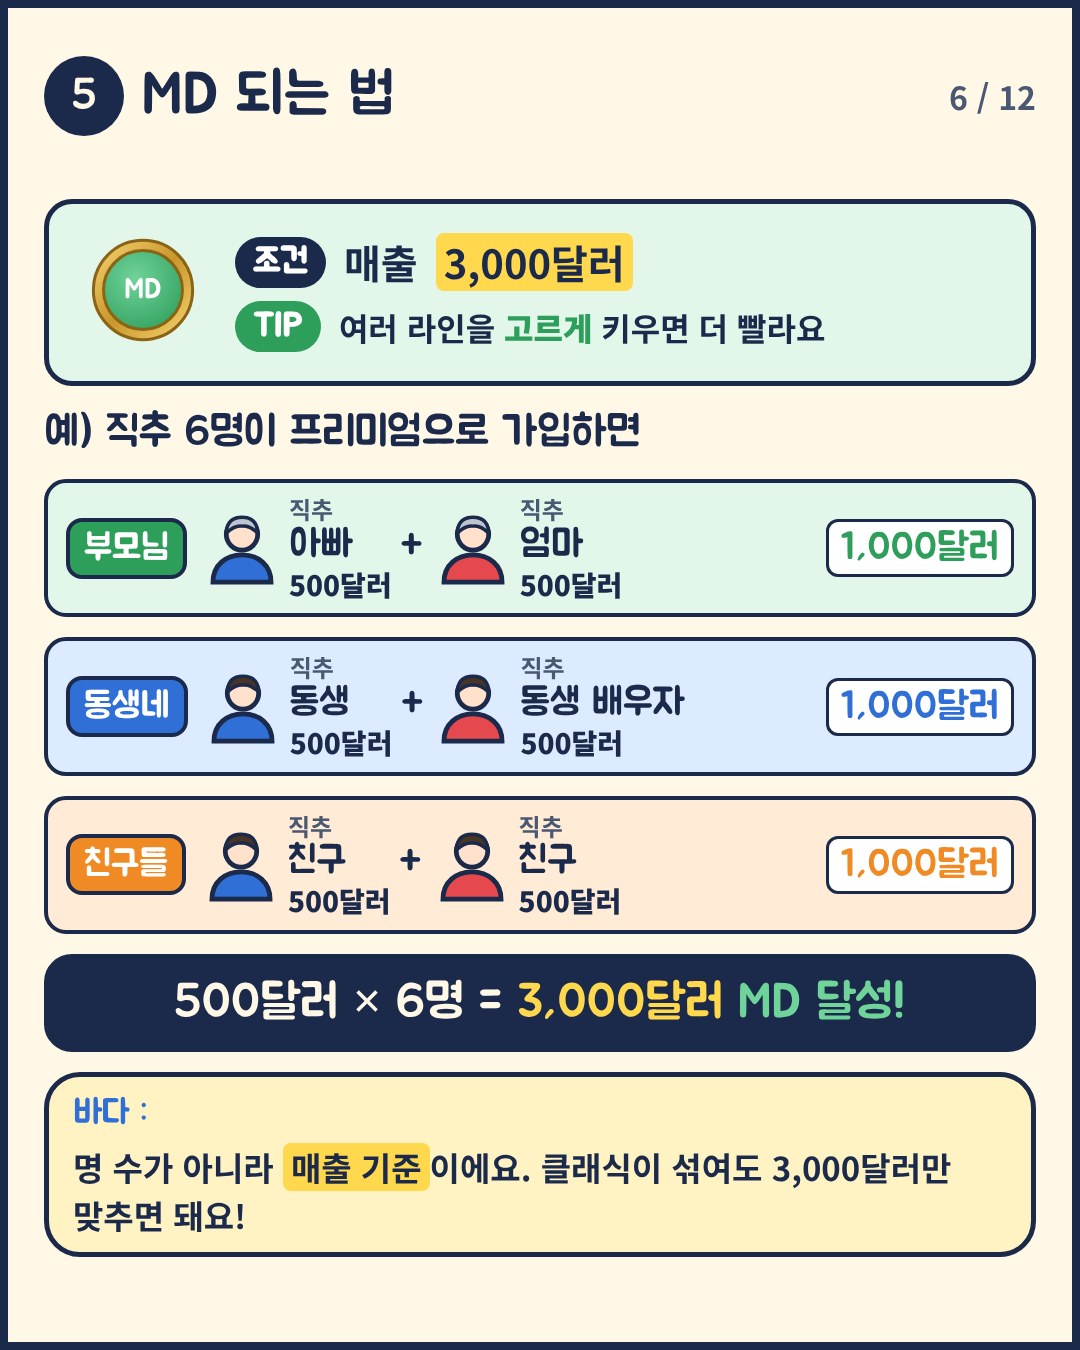 5 MD 되는 법
6 / 12
MD
조건 매출 3,000달러
TIP 여러 라인을 고르게 키우면 더 빨라요
예) 직추 6명이 프리미엄으로 가입하면
부모님
직추
아빠
500달러
+
직추
엄마
500달러
1,000달러
동생네
직추
동생
500달러
+
직추
동생 배우자
500달러
1,000달러
친구들
직추
친구
500달러
+
직추
친구
500달러
1,000달러
500달러 × 6명 = 3,000달러 MD 달성!
바다 :
명 수가 아니라 매출 기준이에요. 클래식이 섞여도 3,000달러만
맞추면 돼요!